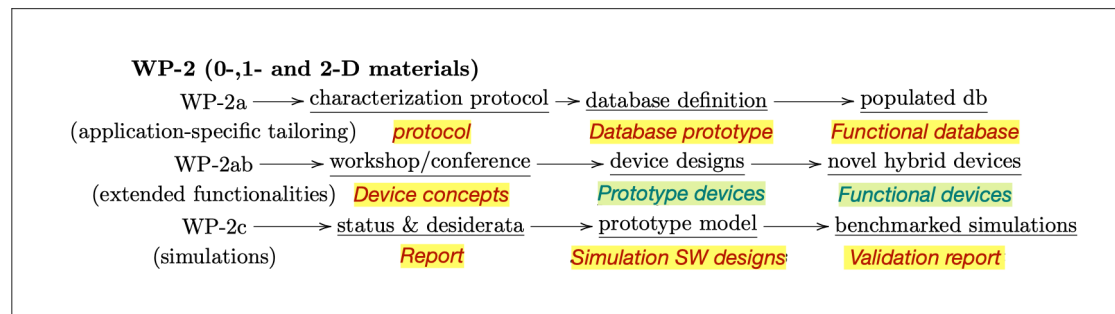 WP-2 (0-,1- and 2-D materials)
WP-2a characterization protocol database definition populated db
(application-specific tailoring) protocol Database prototype Functional database
WP-2ab workshop/conference device designs novel hybrid devices
(extended functionalities) Device concepts Prototype devices Functional devices
WP-2c status & desiderata prototype model benchmarked simulations
(simulations) Report Simulation SW designs Validation report